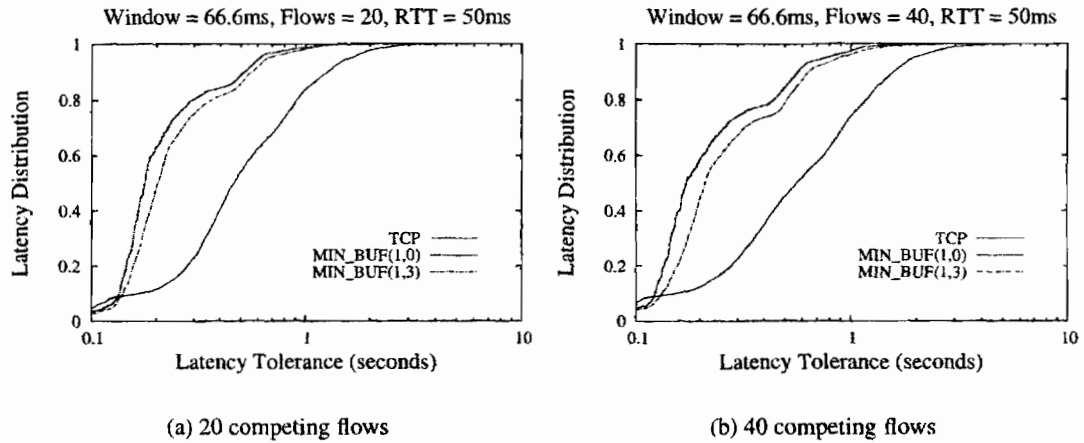 Window = 66.6ms, Flows = 20, RTT = 50ms
1
0.8
0.6
0.4
0.2
0
Latency Distribution
TCP
MIN_BUF(1,0)
MIN_BUF(1,3)
0.1
1
10
Latency Tolerance (seconds)
(a) 20 competing flows
Window = 66.6ms, Flows = 40, RTT = 50ms
1
0.8
0.6
0.4
0.2
0
Latency Distribution
TCP
MIN_BUF(1,0)
MIN_BUF(1,3)
0.1
1
10
Latency Tolerance (seconds)
(b) 40 competing flows